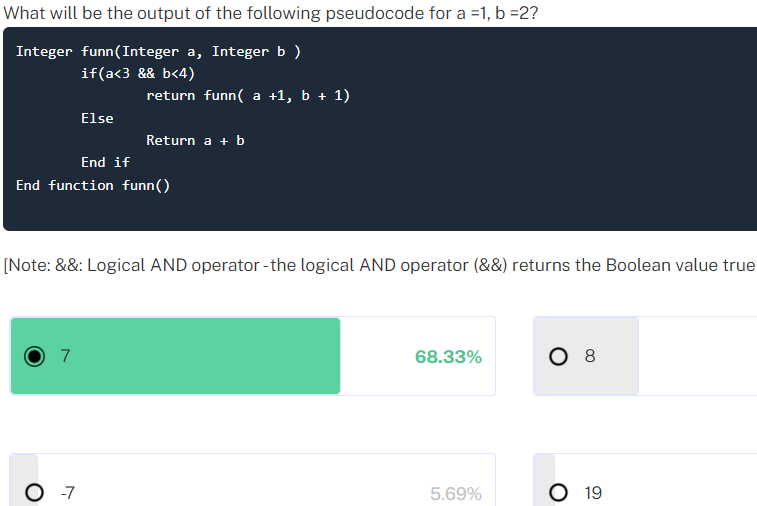 What will be the output of the following pseudocode for a =1, b =2?
Integer funn(Integer a, Integer b )
if(a<3 && b<4)
return funn( a +1, b + 1)
Else
Return a + b
End if
End function funn()
[Note: &&: Logical AND operator - the logical AND operator (&&) returns the Boolean value true
7 68.33% 8
-7 5.69% 19